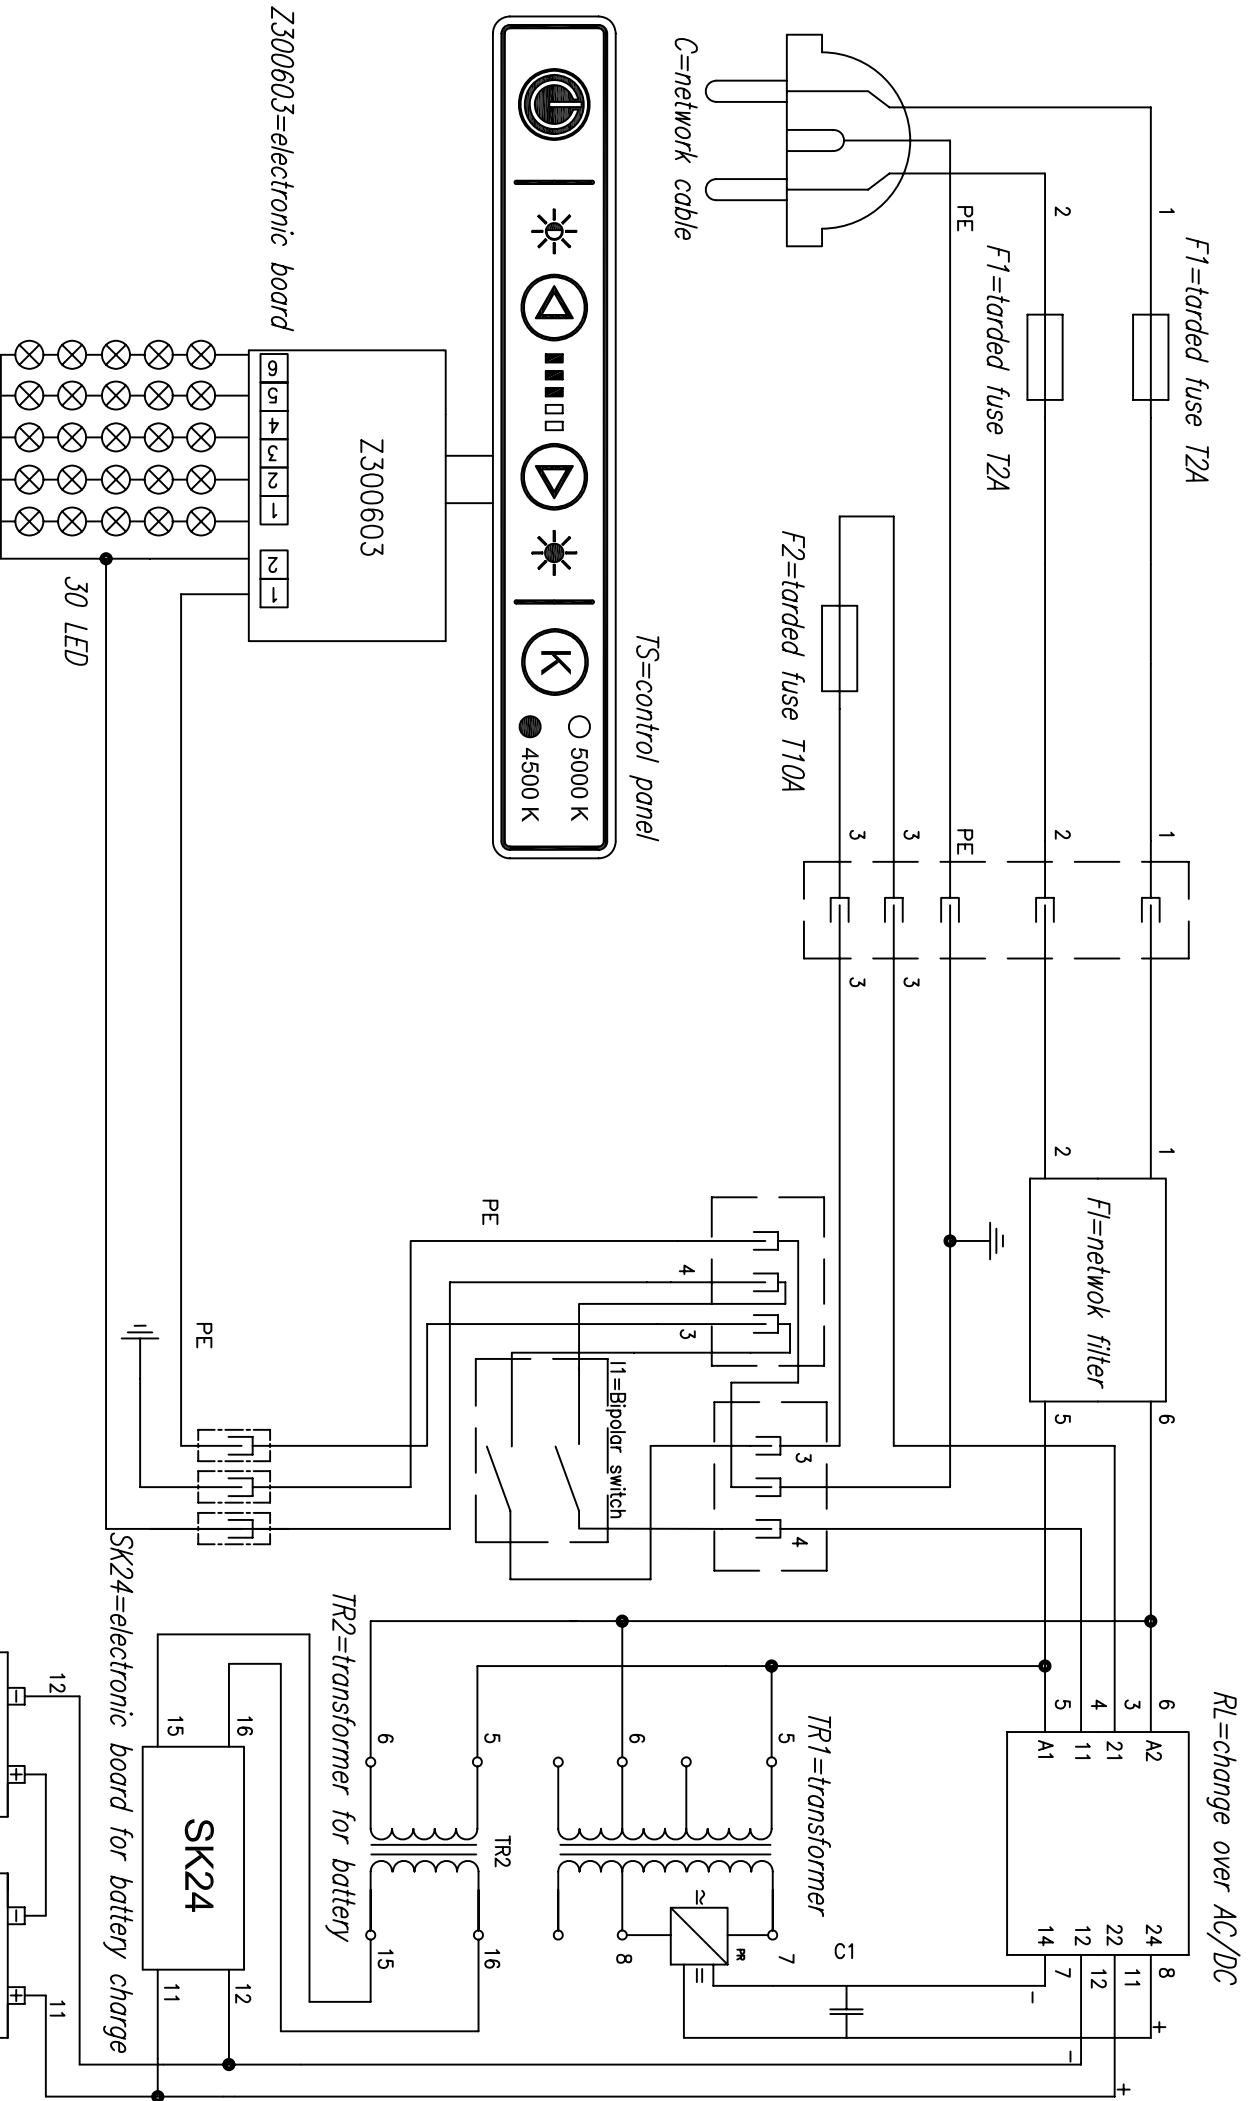 F1=tarded fuse T2A
1
1
1
6
RL=change over AC/DC
6
3
4
5
A2
21
11
A1
24
22
12
14
8
11
12
7
+
-
-
+
2
F1=tarded fuse T2A
2
2
FI=netwok filter
5
PE
PE
C=network cable
F2=tarded fuse T10A
3
3
3
3
TR1=transformer
5
6
7
8
C1
PR
~
=
3
4
4
3
PE
I1=Bipolar switch
TS=control panel
K
5000 K
4500 K
TR2
5
6
16
15
TR2=transformer for battery
Z300603=electronic board
Z300603
6
5
4
3
2
1
2
1
30 LED
PE
16
15
SK24
12
11
SK24=electronic board for battery charge
12
-
+
-
+
11